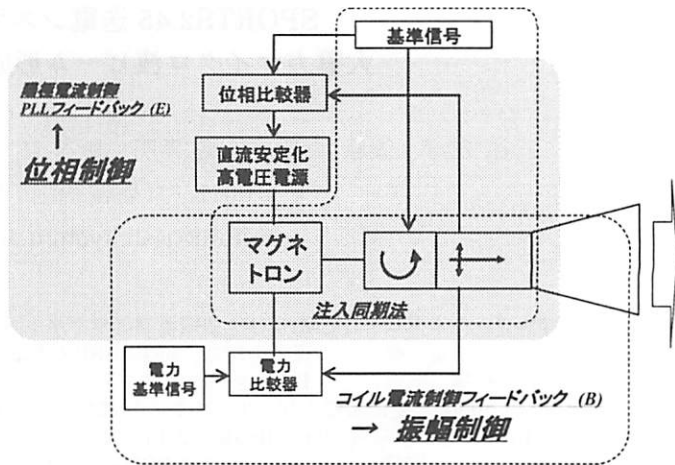 基準信号
陽極電流制御
PLLフィードバック (E)
↑
位相制御
位相比較器
直流安定化
高電圧電源
マグネ
トロン
注入同期法
電力
基準信号
電力
比較器
コイル電流制御フィードバック (B)
→ 振幅制御